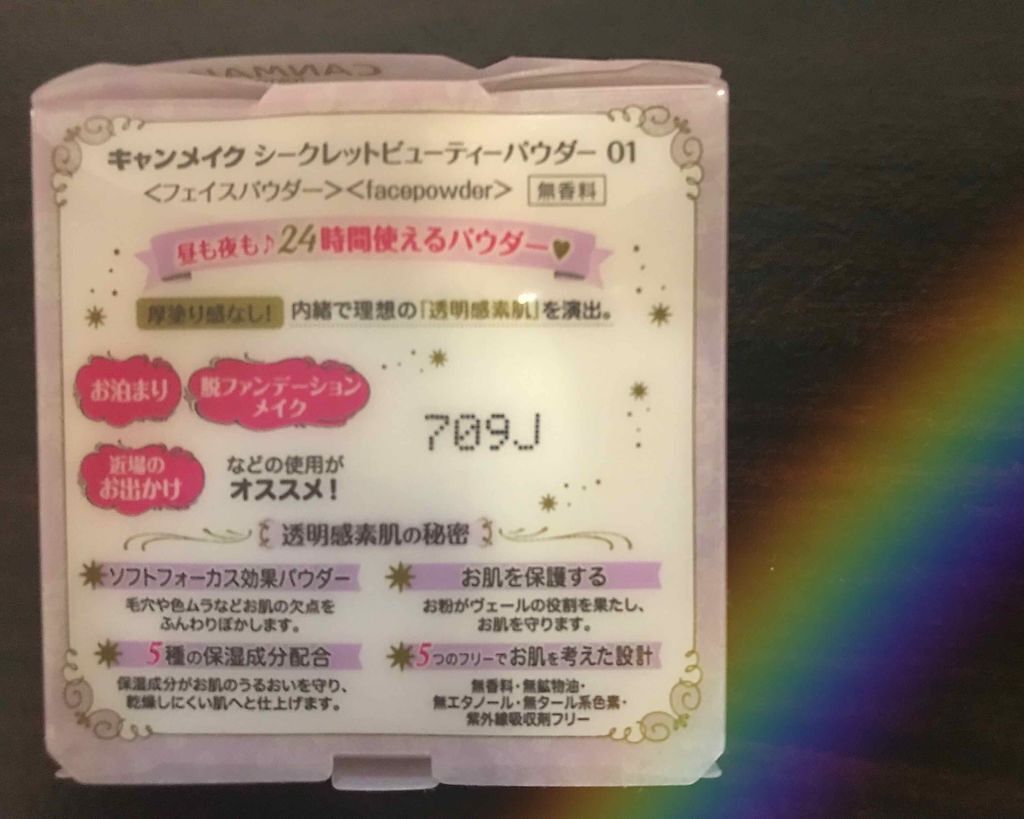 CANMA
キャンメイク シークレットビューティーパウダー 01
<フェイスパウダー><facepowder> 無香料
昼も夜も♪24時間使えるパウダー♥
厚塗り感なし! 内緒で理想の「透明感素肌」を演出。
お泊まり
脱ファンデーション
メイク
709J
近場の
お出かけ
などの使用が
オススメ!
透明感素肌の秘密
ソフトフォーカス効果パウダー
毛穴や色ムラなどお肌の欠点を
ふんわりぼかします。
お肌を保護する
お粉がヴェールの役割を果たし、
お肌を守ります。
5種の保湿成分配合
保湿成分がお肌のうるおいを守り、
乾燥しにくい肌へと仕上げます。
5つのフリーでお肌を考えた設計
無香料・無鉱物油・
無エタノール・無タール系色素・
紫外線吸収剤フリー